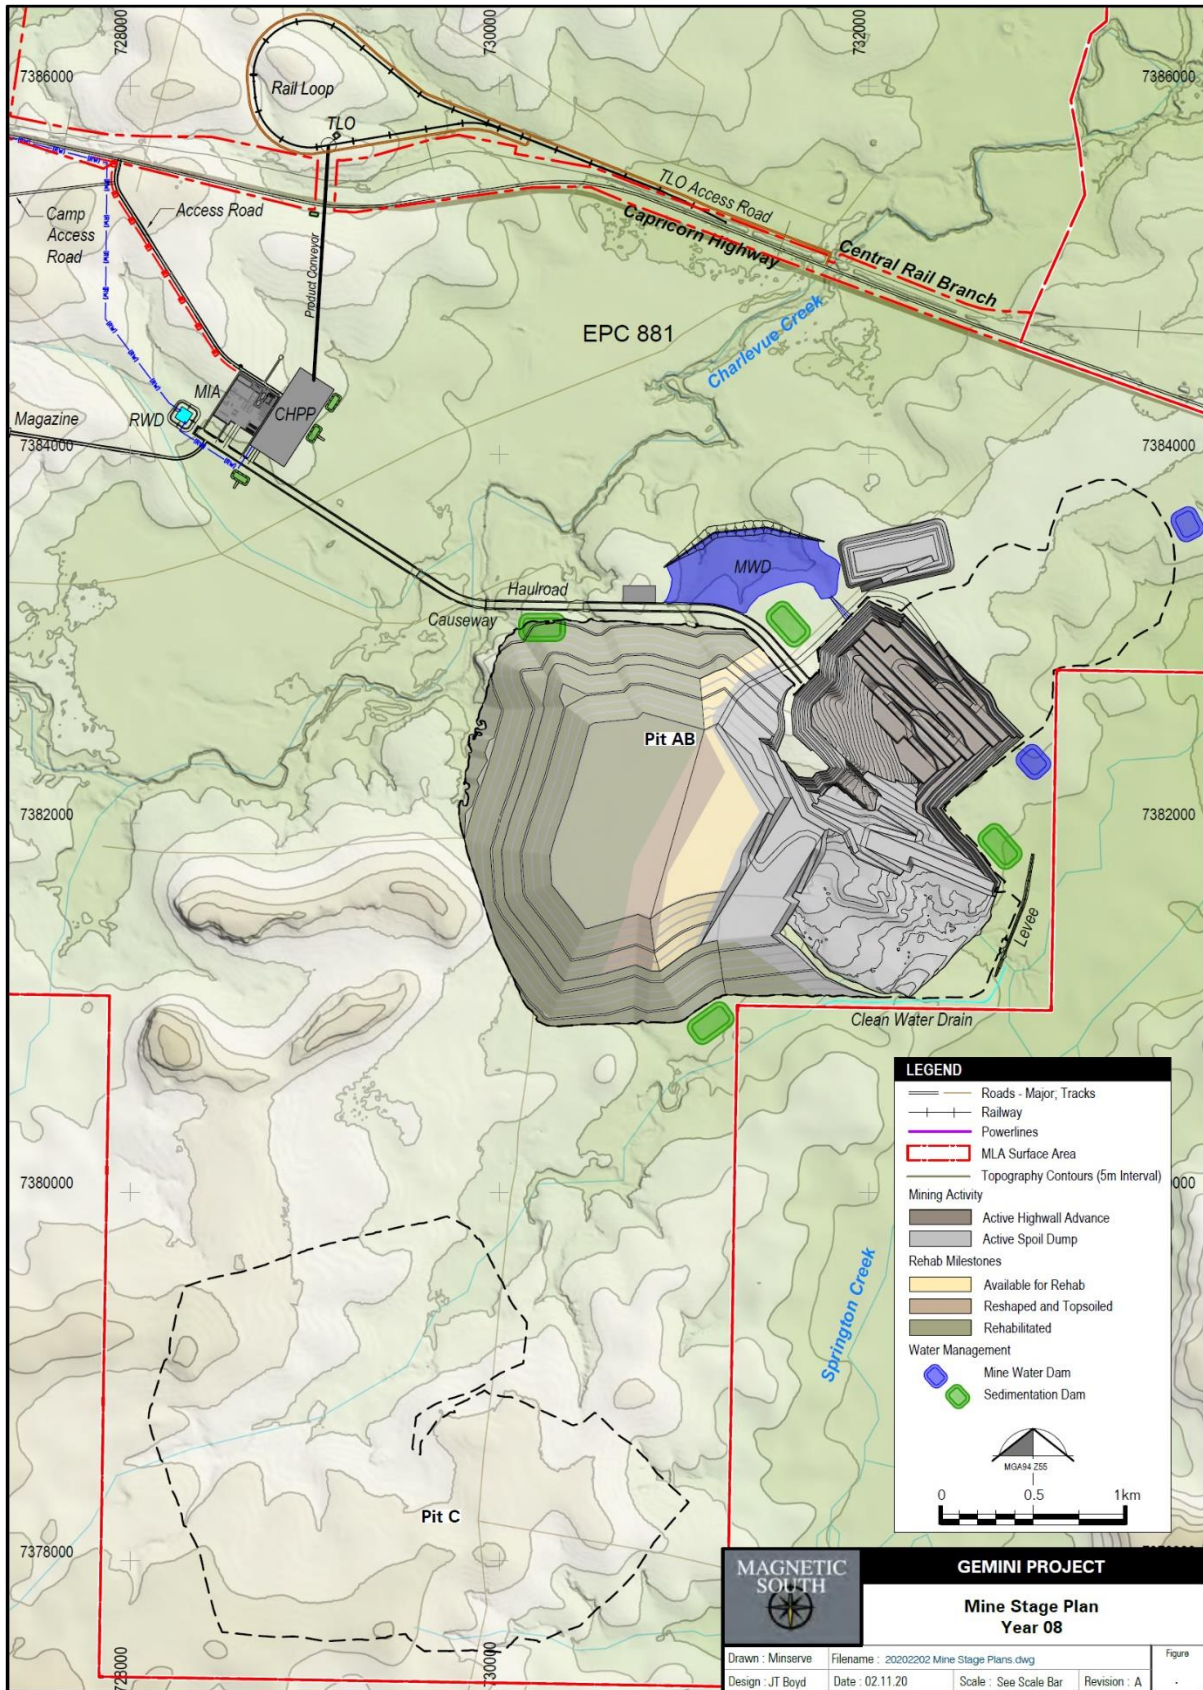 728000
730000
732000
7386000
7386000
Rail Loop
TLO
TLO Access Road
Capricorn Highway
Central Rail Branch
Camp
Access
Road
Access Road
Product Conveyor
EPC 881
Charlevue Creek
MIA
CHPP
RWD
Magazine
7384000
7384000
MWD
Haulroad
Causeway
Pit AB
7382000
7382000
Levee
Clean Water Drain
LEGEND
Roads - Major; Tracks
Railway
Powerlines
MLA Surface Area
Topography Contours (5m Interval)
Mining Activity
Active Highwall Advance
Active Spoil Dump
Rehab Milestones
Available for Rehab
Reshaped and Topsoiled
Rehabilitated
Water Management
Mine Water Dam
Sedimentation Dam
MGA94 Z55
0 0.5 1km
7380000
Springton Creek
Pit C
7378000
728000
730000
MAGNETIC
SOUTH
GEMINI PROJECT
Mine Stage Plan
Year 08
Drawn : Minserve
Filename : 20202202 Mine Stage Plans.dwg
Figure
Design : JT Boyd
Date : 02.11.20
Scale : See Scale Bar
Revision : A